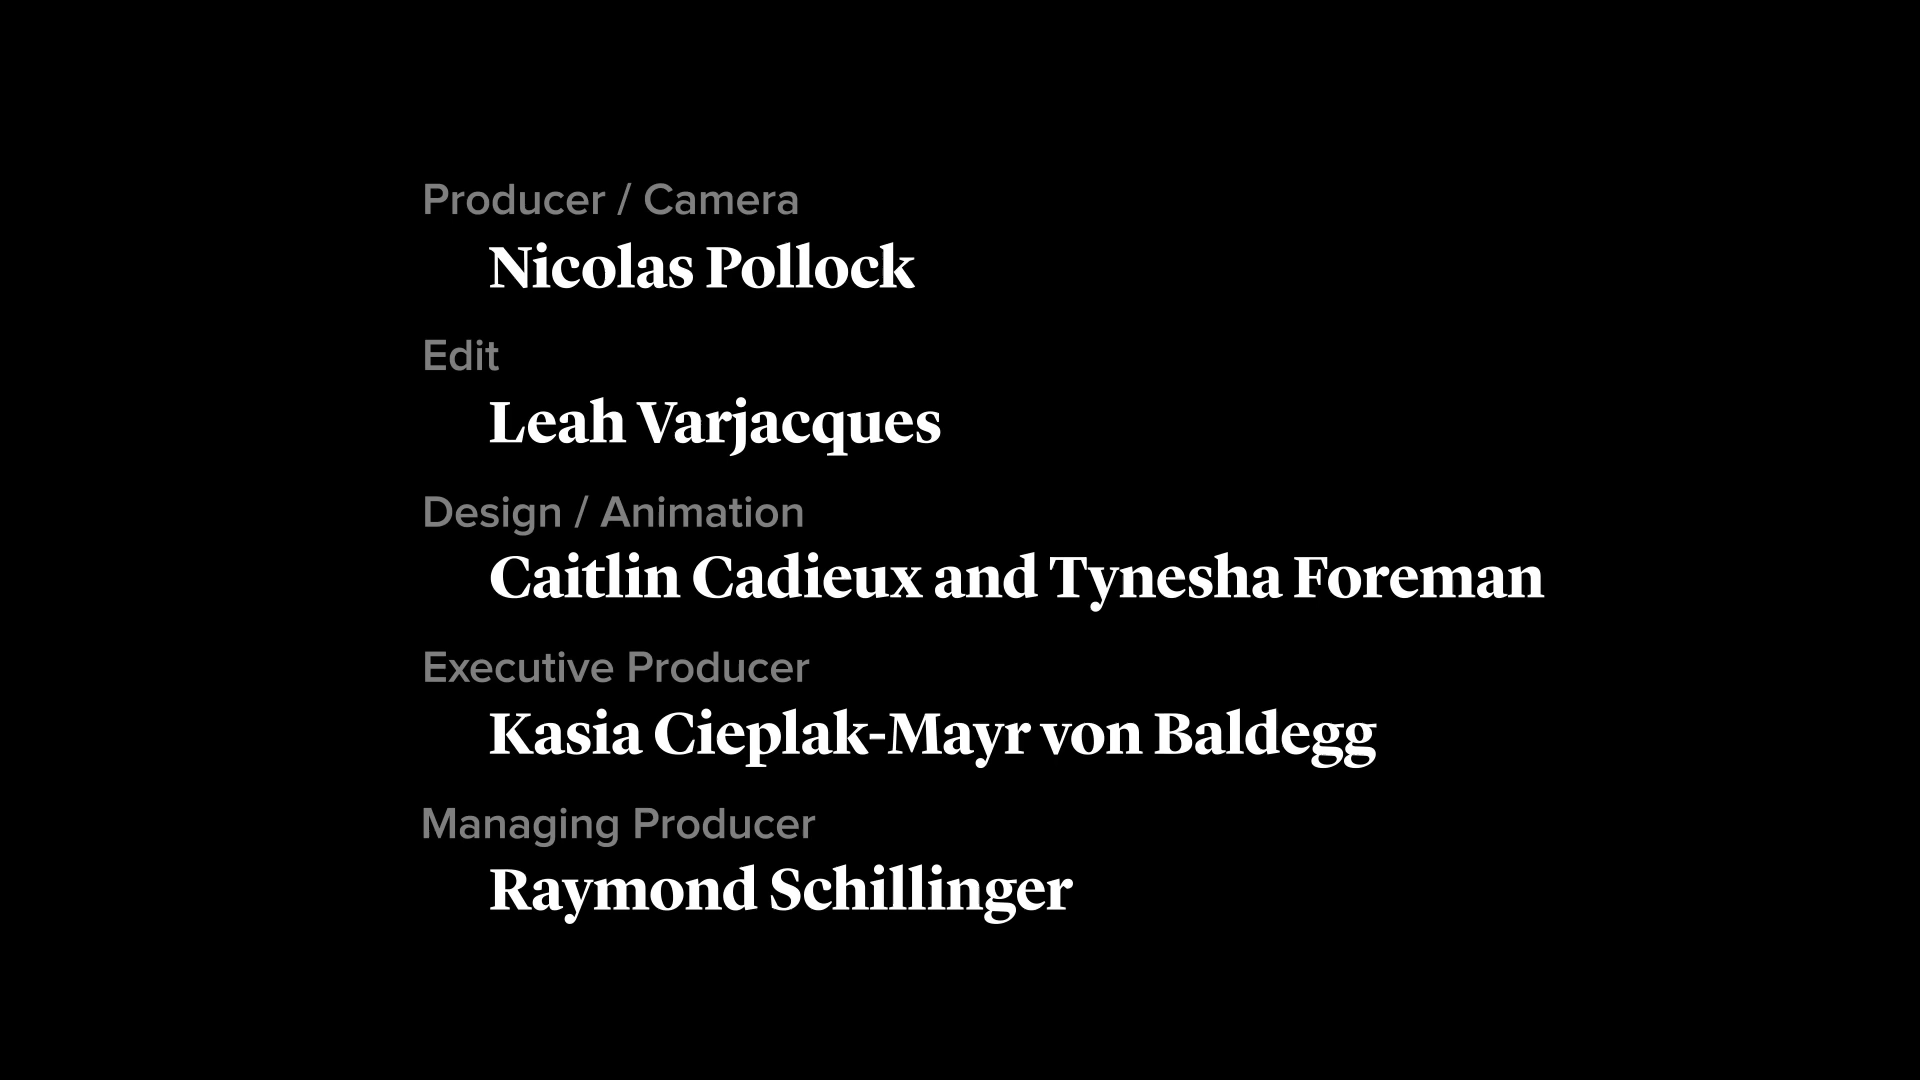 Producer / Camera
Nicolas Pollock
Edit
Leah Varjacques
Design / Animation
Caitlin Cadieux and Tynesha Foreman
Executive Producer
Kasia Cieplak-Mayr von Baldegg
Managing Producer
Raymond Schillinger